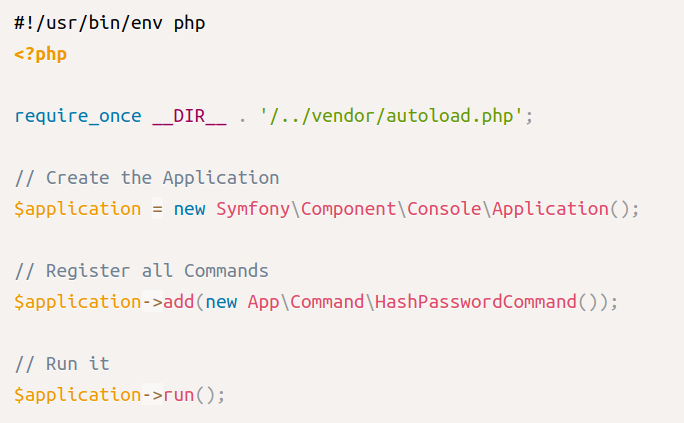 #!/usr/bin/env php
<?php
require_once __DIR__ . '/../vendor/autoload.php';
// Create the Application
$application = new Symfony\Component\Console\Application();
// Register all Commands
$application->add(new App\Command\HashPasswordCommand());
// Run it
$application->run();